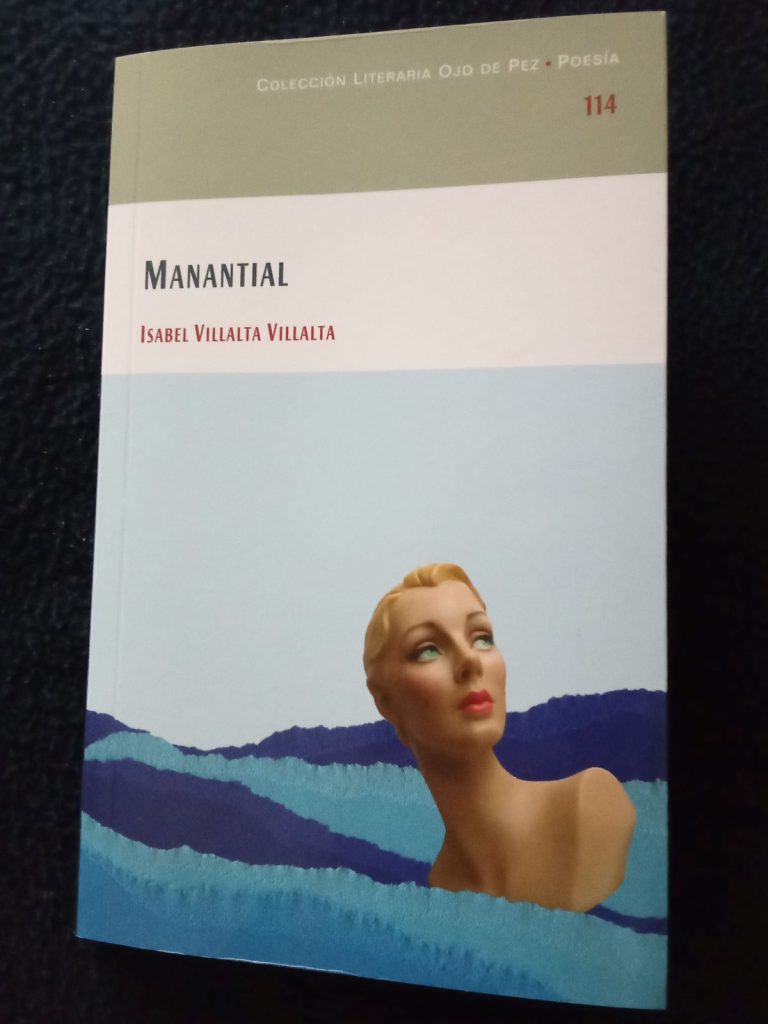 Colección Literaria Ojo de Pez • Poesía
114
Manantial
Isabel Villalta Villalta